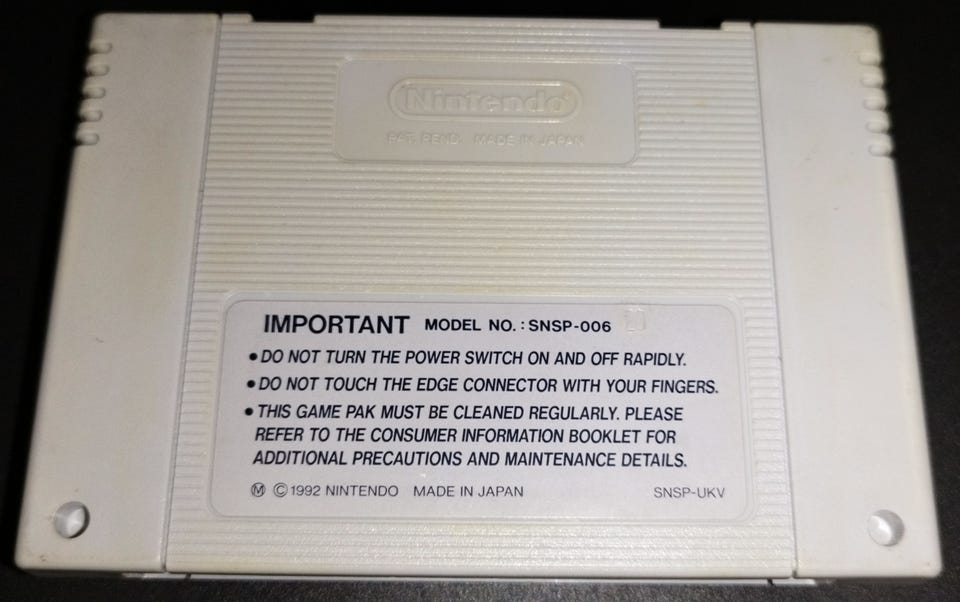 Nintendo
PAT. PEND. MADE IN JAPAN
IMPORTANT MODEL NO.: SNSP-006
• DO NOT TURN THE POWER SWITCH ON AND OFF RAPIDLY.
• DO NOT TOUCH THE EDGE CONNECTOR WITH YOUR FINGERS.
• THIS GAME PAK MUST BE CLEANED REGULARLY. PLEASE
REFER TO THE CONSUMER INFORMATION BOOKLET FOR
ADDITIONAL PRECAUTIONS AND MAINTENANCE DETAILS.
Ⓜ ©1992 NINTENDO MADE IN JAPAN SNSP-UKV